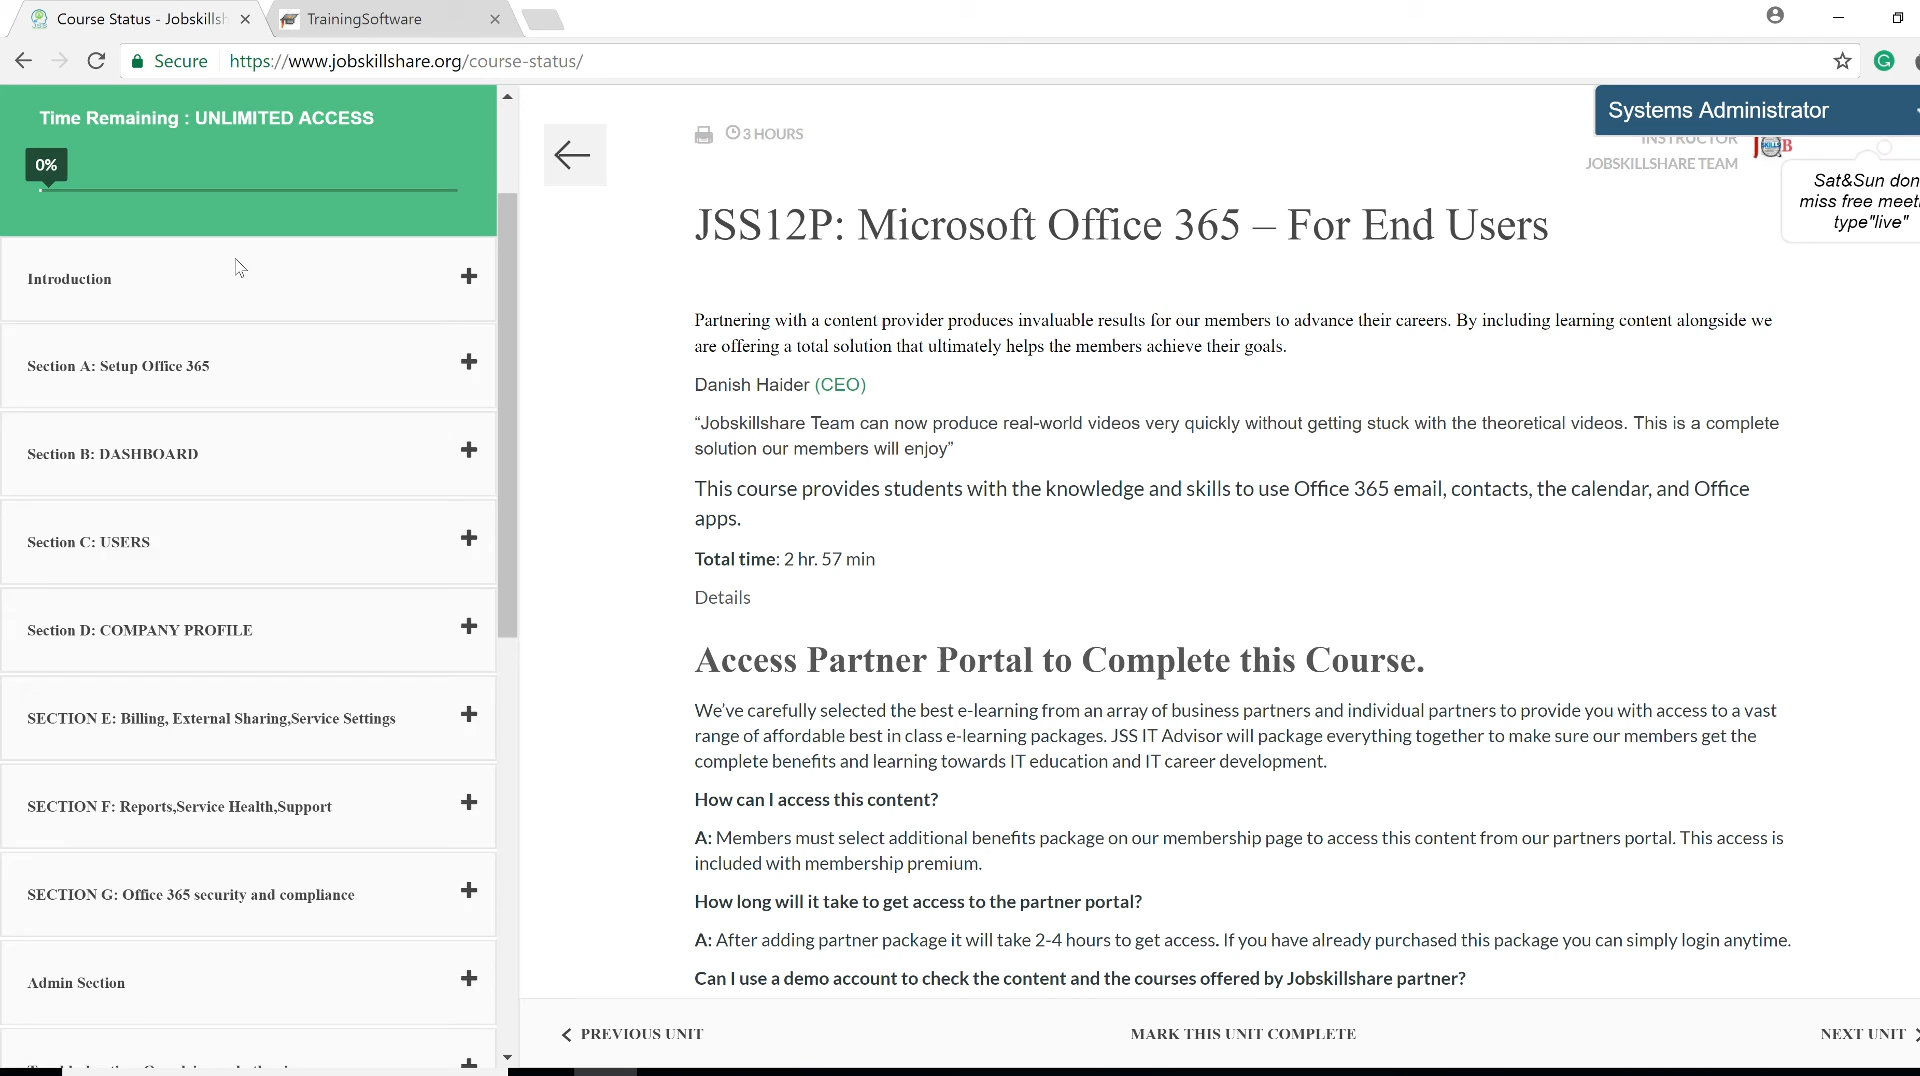 Course Status - Jobskillsh
TrainingSoftware
Secure
https://www.jobskillshare.org/course-status/
Time Remaining : UNLIMITED ACCESS
0%
Introduction
Section A: Setup Office 365
Section B: DASHBOARD
Section C: USERS
Section D: COMPANY PROFILE
SECTION E: Billing, External Sharing,Service Settings
SECTION F: Reports,Service Health,Support
SECTION G: Office 365 security and compliance
Admin Section
3 HOURS
Systems Administrator
INSTRUCTOR
JOBSKILLSHARE TEAM
Sat&Sun don
miss free meeti
type"live"
JSS12P: Microsoft Office 365 – For End Users
Partnering with a content provider produces invaluable results for our members to advance their careers. By including learning content alongside we
are offering a total solution that ultimately helps the members achieve their goals.
Danish Haider (CEO)
“Jobskillshare Team can now produce real-world videos very quickly without getting stuck with the theoretical videos. This is a complete
solution our members will enjoy”
This course provides students with the knowledge and skills to use Office 365 email, contacts, the calendar, and Office
apps.
Total time: 2 hr. 57 min
Details
Access Partner Portal to Complete this Course.
We’ve carefully selected the best e-learning from an array of business partners and individual partners to provide you with access to a vast
range of affordable best in class e-learning packages. JSS IT Advisor will package everything together to make sure our members get the
complete benefits and learning towards IT education and IT career development.
How can I access this content?
A: Members must select additional benefits package on our membership page to access this content from our partners portal. This access is
included with membership premium.
How long will it take to get access to the partner portal?
A: After adding partner package it will take 2-4 hours to get access. If you have already purchased this package you can simply login anytime.
Can I use a demo account to check the content and the courses offered by Jobskillshare partner?
PREVIOUS UNIT
MARK THIS UNIT COMPLETE
NEXT UNIT